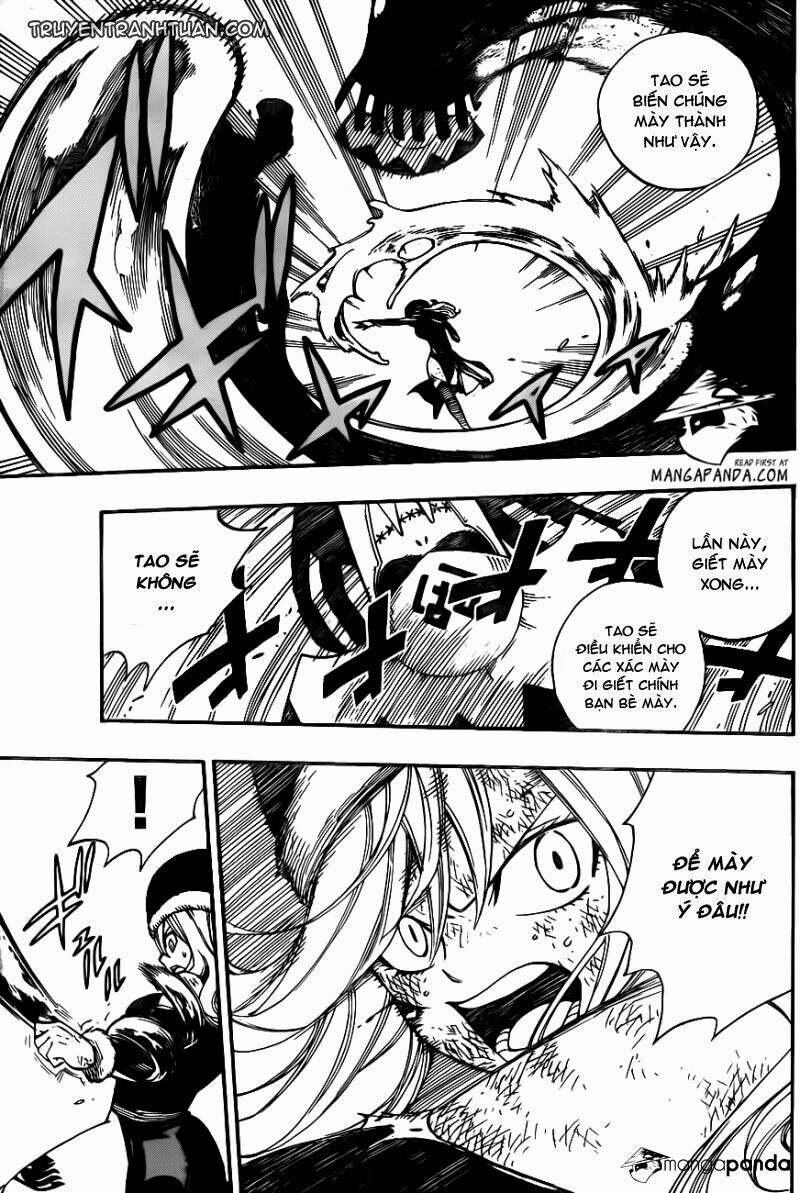 TRUYENTRANHTUAN.COM
TAO SẼ
BIẾN CHÚNG
MÀY THÀNH
NHƯ VẬY.
READ FIRST AT
MANGAPANDA.COM
LẦN NÀY,
GIẾT MÀY
XONG...
TAO SẼ
ĐIỀU KHIỂN CHO
CÁC XÁC MÀY
ĐI GIẾT CHÍNH
BẠN BÈ MÀY.
TAO SẼ
KHÔNG
...
ĐỂ MÀY
ĐƯỢC NHƯ
Ý ĐÂU!!
!
mangapanda